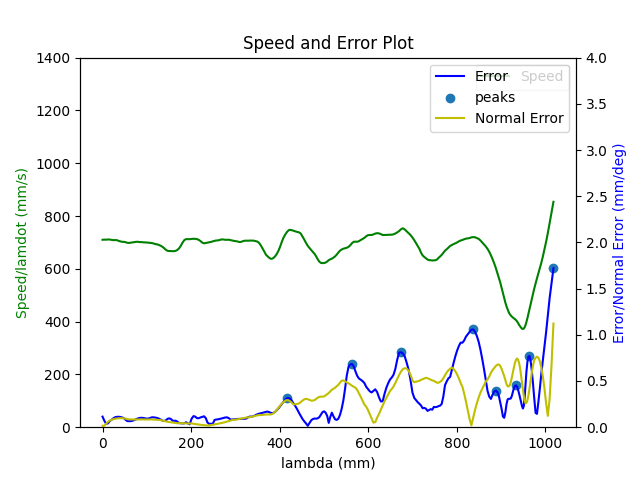 Speed and Error Plot
1400
1200
1000
800
600
400
200
0
Speed/lamdot (mm/s)
4.0
3.5
3.0
2.5
2.0
1.5
1.0
0.5
0.0
Error/Normal Error (mm/deg)
Speed
Error
peaks
Normal Error
0 200 400 600 800 1000
lambda (mm)